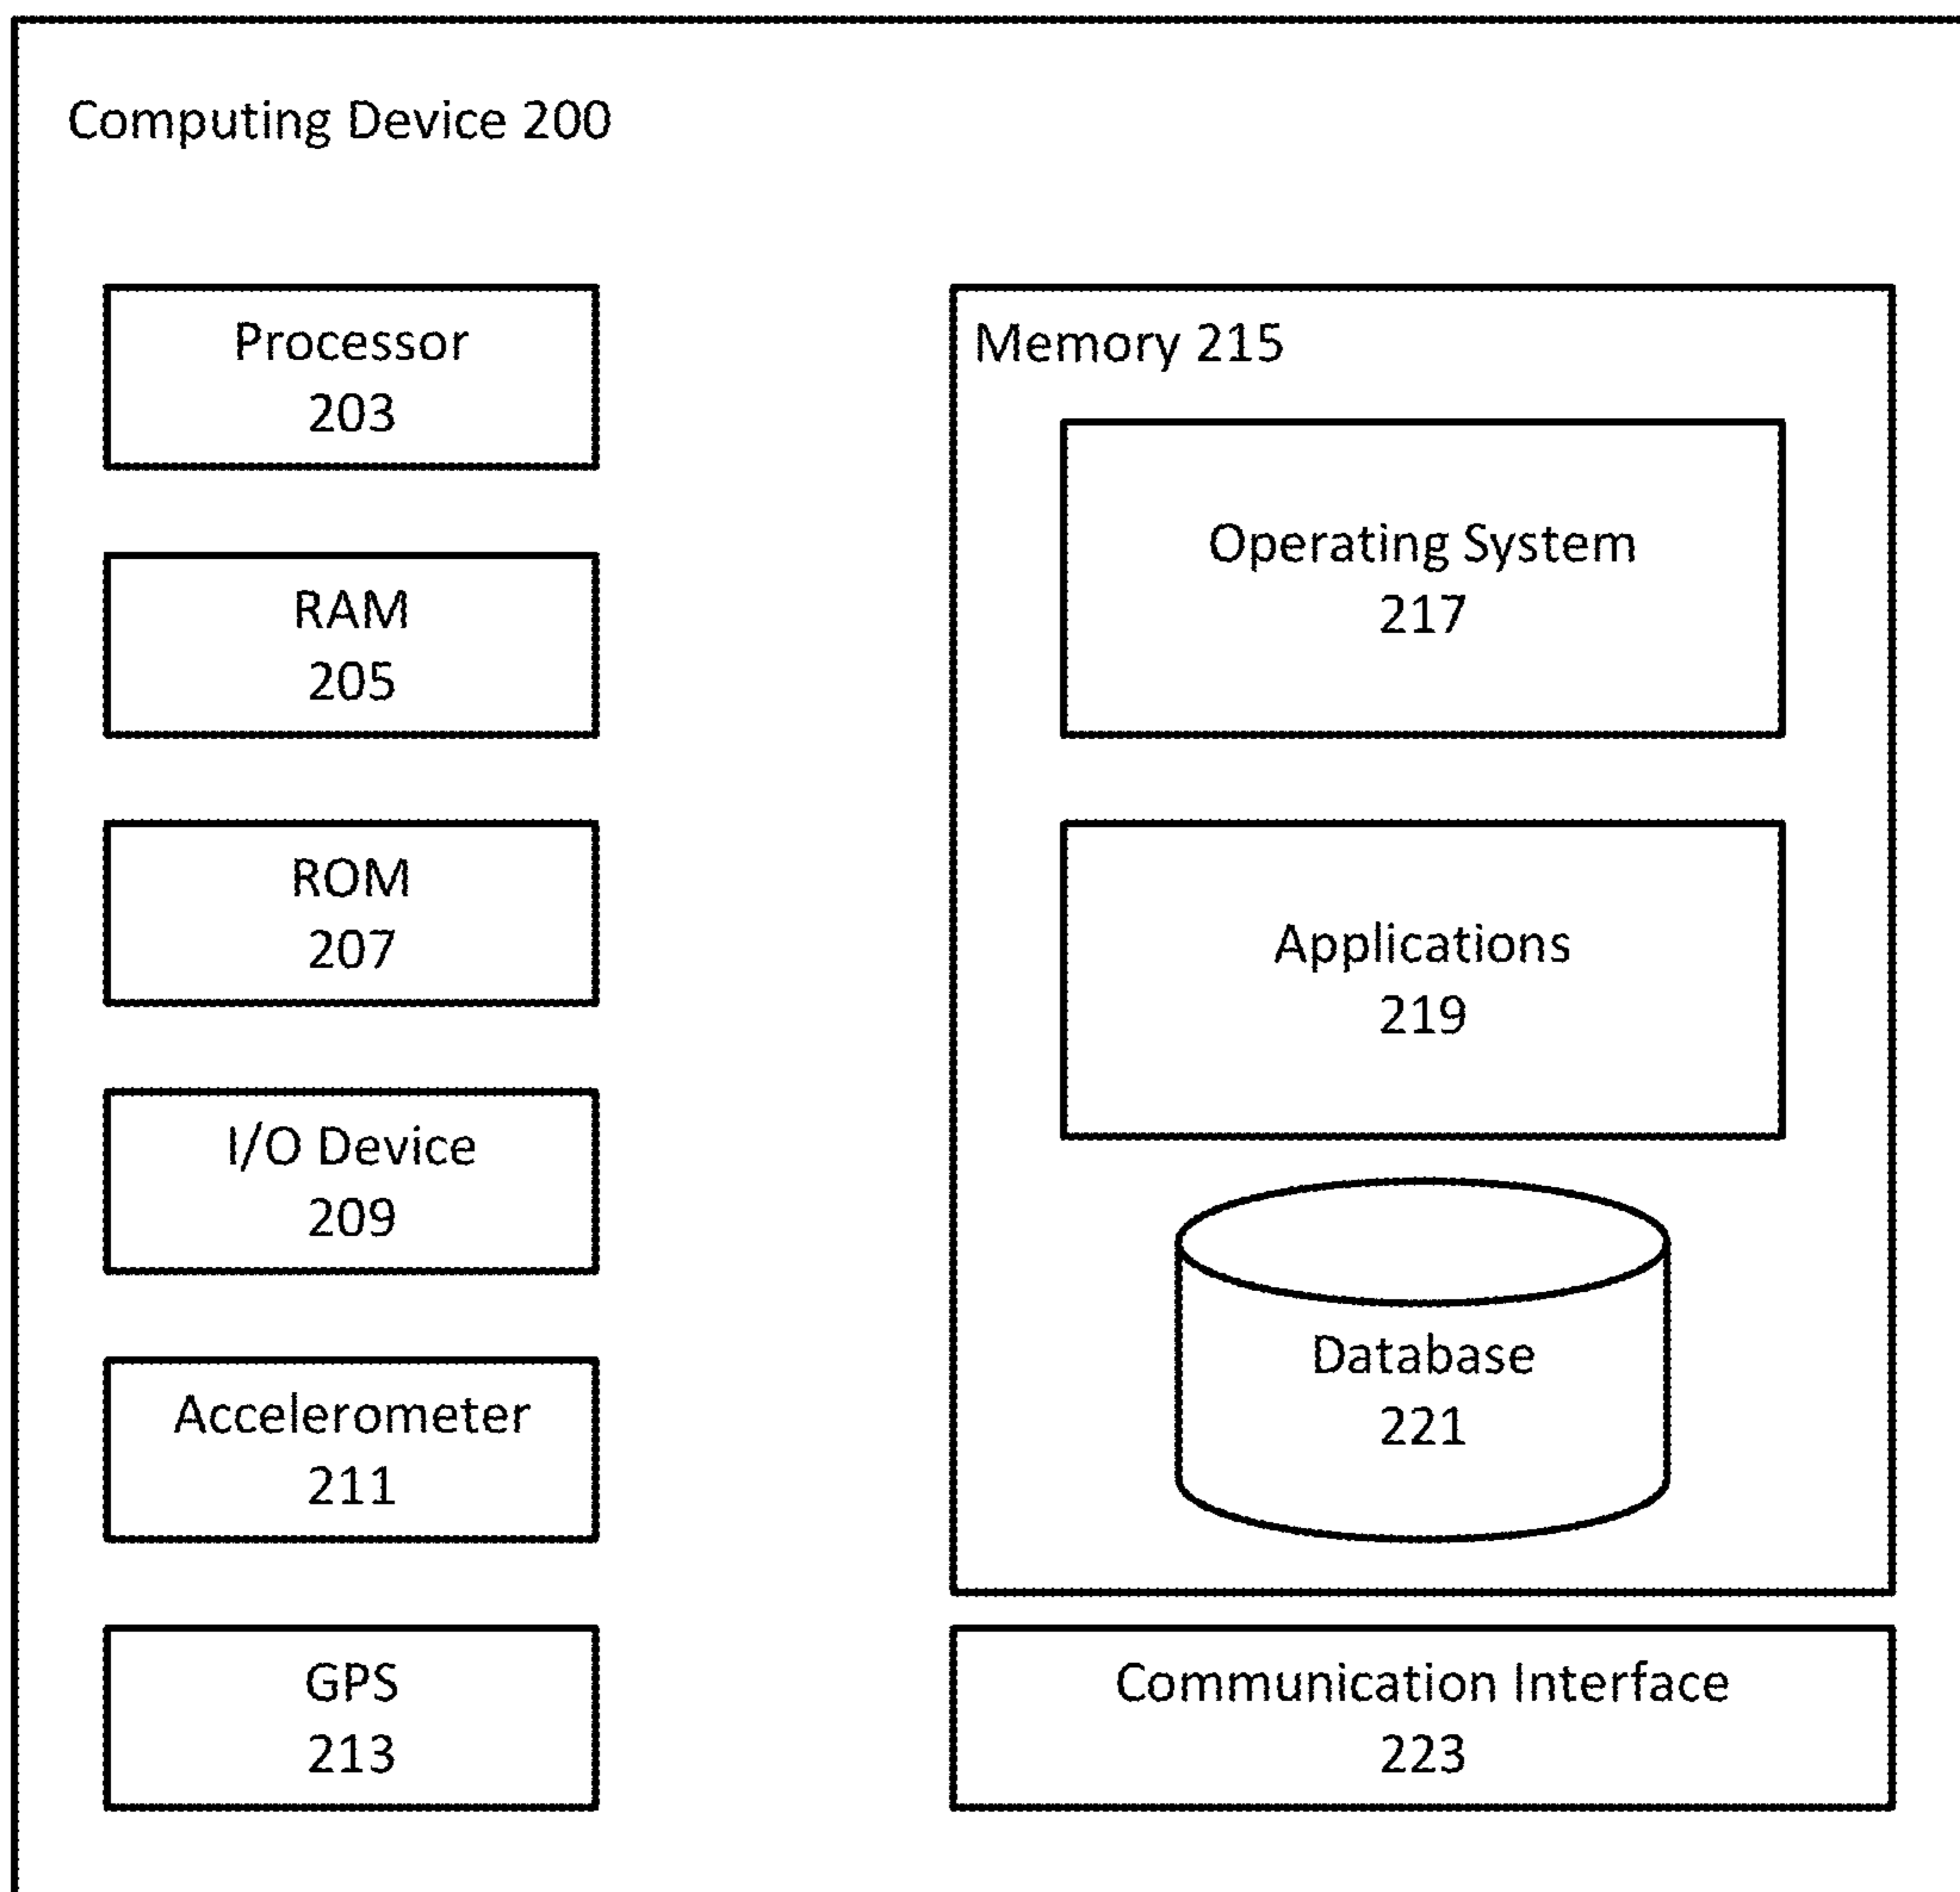 Computing Device 200
Processor
203
RAM
205
ROM
207
I/O Device
209
Accelerometer
211
GPS
213
Memory 215
Operating System
217
Applications
219
Database
221
Communication Interface
223